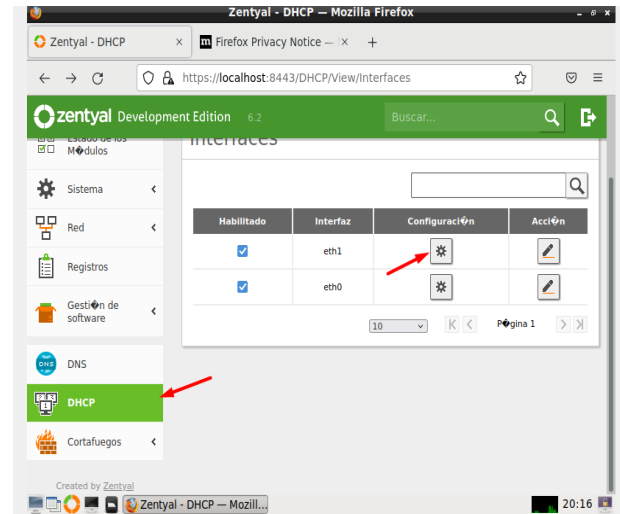 Zentyal - DHCP — Mozilla Firefox
Zentyal - DHCP × m Firefox Privacy Notice — × +
https://localhost:8443/DHCP/View/Interfaces
zentyal Development Edition 6.2 Buscar...
Estado de los
M�dulos
Interfaces
Sistema
Habilitado Interfaz Configuraci�n Acci�n
Red
eth1
Registros
eth0
Gesti�n de
software
10 P�gina 1
DNS DNS
DHCP
Cortafuegos
Created by Zentyal
Zentyal - DHCP — Mozill... 20:16